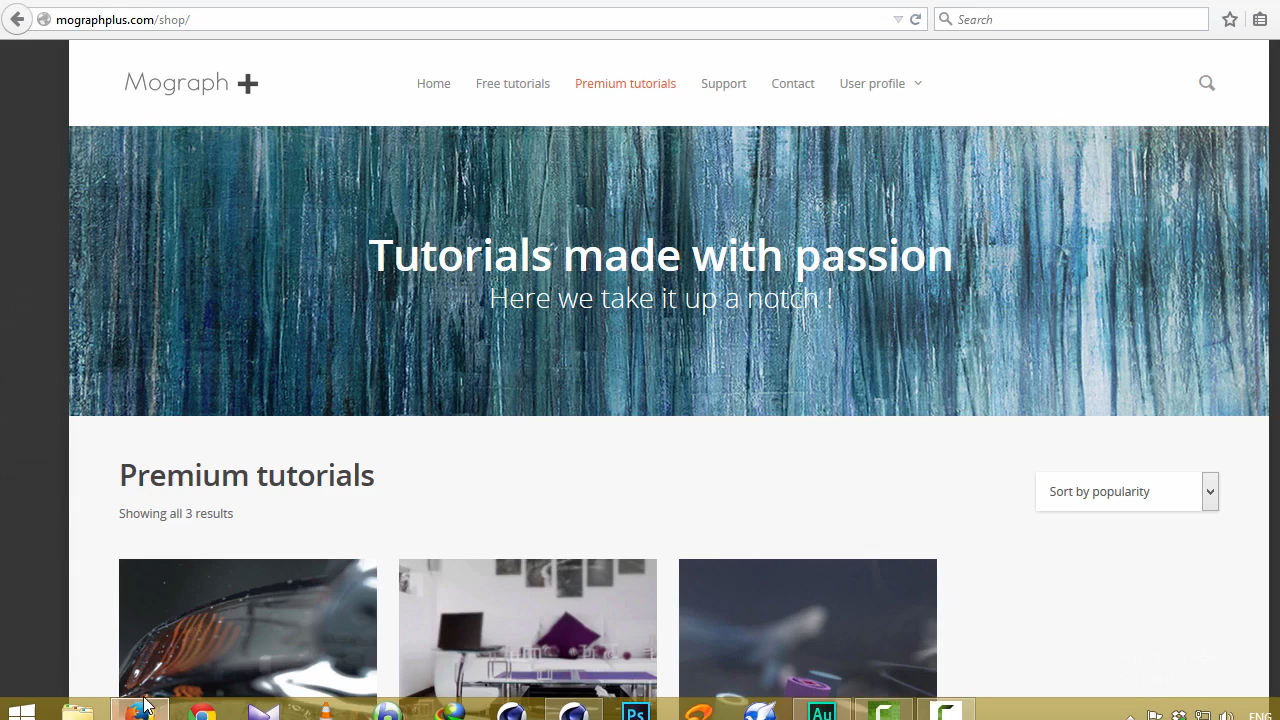 mographplus.com/shop/
Search
Mograph
Home Free tutorials Premium tutorials Support Contact User profile
Tutorials made with passion
Here we take it up a notch !
Premium tutorials
Showing all 3 results
Sort by popularity
Ps
Au
ENG